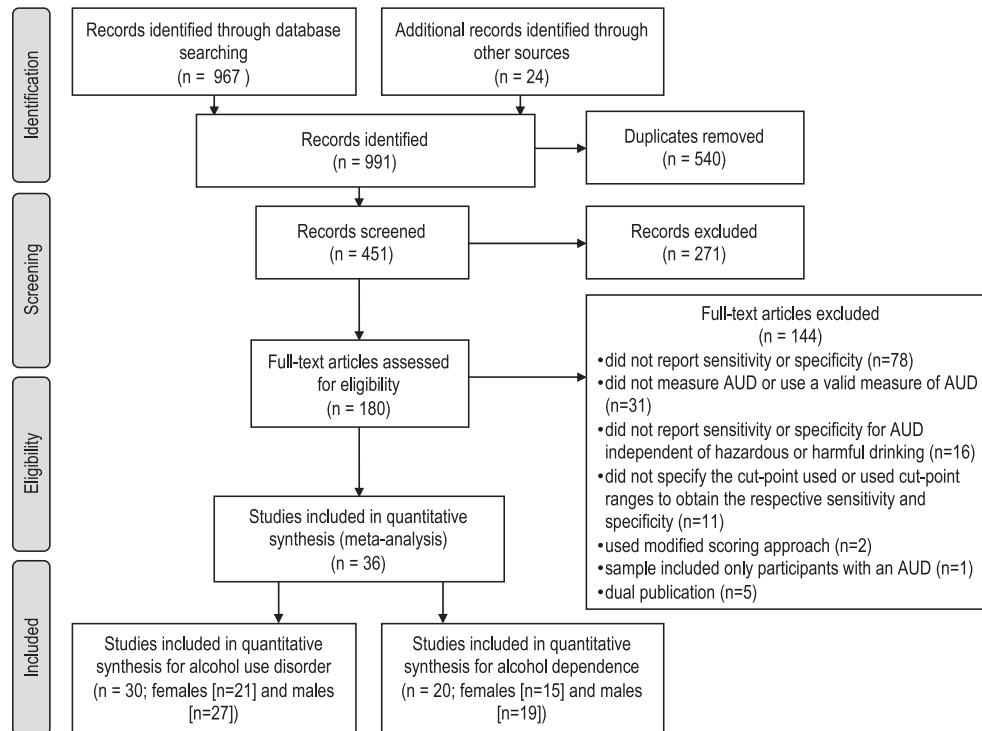 Identification
Records identified through database
searching
(n = 967 )
Additional records identified through
other sources
(n = 24)
Records identified
(n = 991)
Duplicates removed
(n = 540)
Screening
Records screened
(n = 451)
Records excluded
(n = 271)
Eligibility
Full-text articles assessed
for eligibility
(n = 180)
Full-text articles excluded
(n = 144)
•did not report sensitivity or specificity (n=78)
•did not measure AUD or use a valid measure of AUD
(n=31)
•did not report sensitivity or specificity for AUD
independent of hazardous or harmful drinking (n=16)
•did not specify the cut-point used or used cut-point
ranges to obtain the respective sensitivity and
specificity (n=11)
•used modified scoring approach (n=2)
•sample included only participants with an AUD (n=1)
•dual publication (n=5)
Studies included in quantitative
synthesis (meta-analysis)
(n = 36)
Included
Studies included in quantitative
synthesis for alcohol use disorder
(n = 30; females [n=21] and males
[n=27])
Studies included in quantitative
synthesis for alcohol dependence
(n = 20; females [n=15] and males
[n=19])